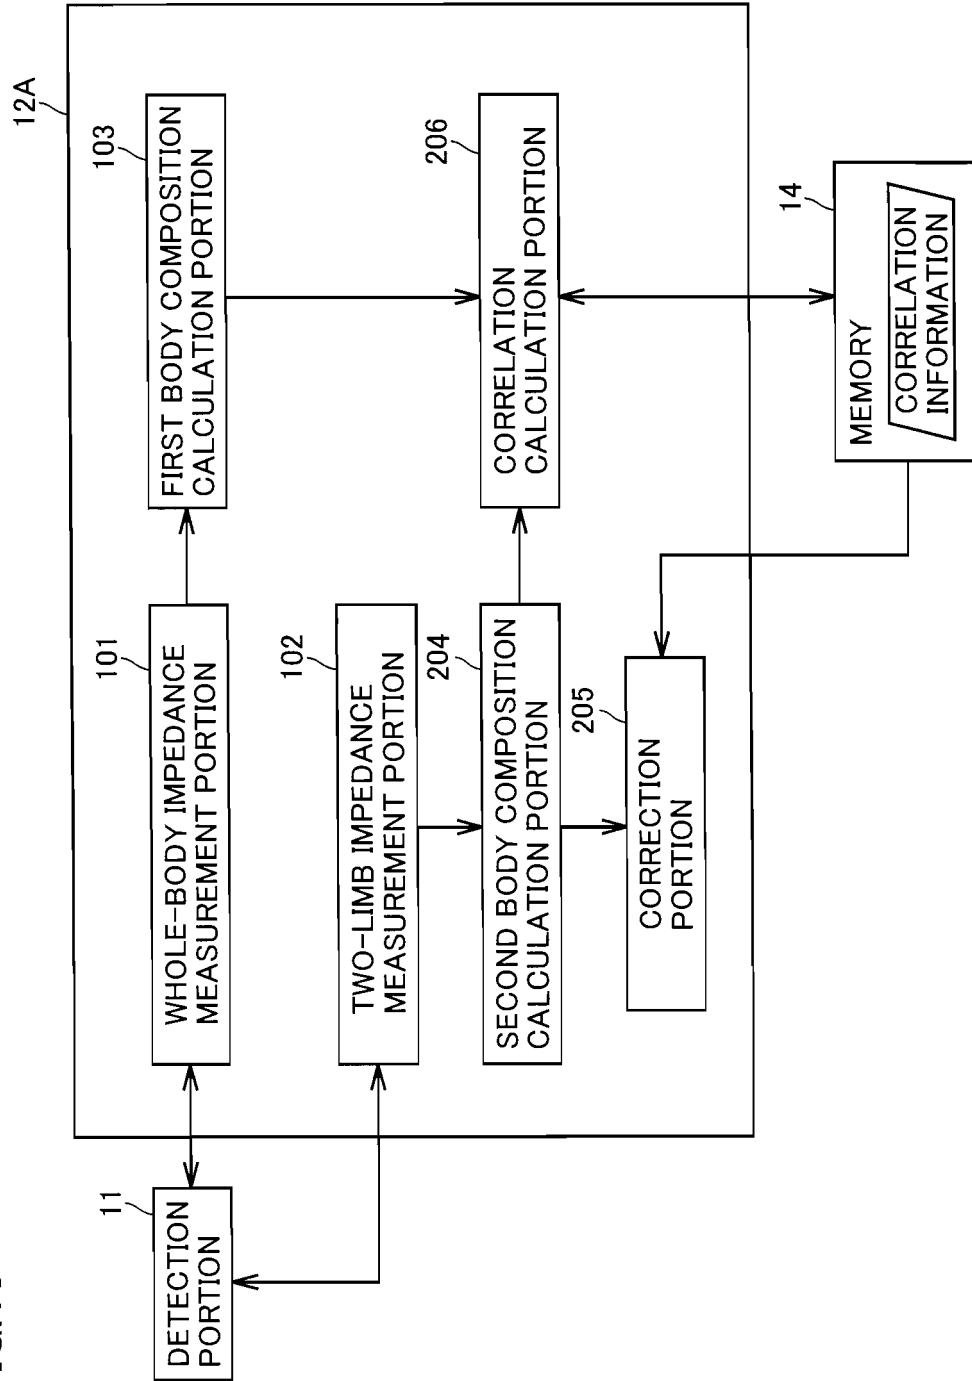 12A
11
DETECTION
PORTION
101
WHOLE-BODY IMPEDANCE
MEASUREMENT PORTION
103
FIRST BODY COMPOSITION
CALCULATION PORTION
102
TWO-LIMB IMPEDANCE
MEASUREMENT PORTION
204
SECOND BODY COMPOSITION
CALCULATION PORTION
206
CORRELATION
CALCULATION PORTION
205
CORRECTION
PORTION
14
MEMORY
CORRELATION
INFORMATION